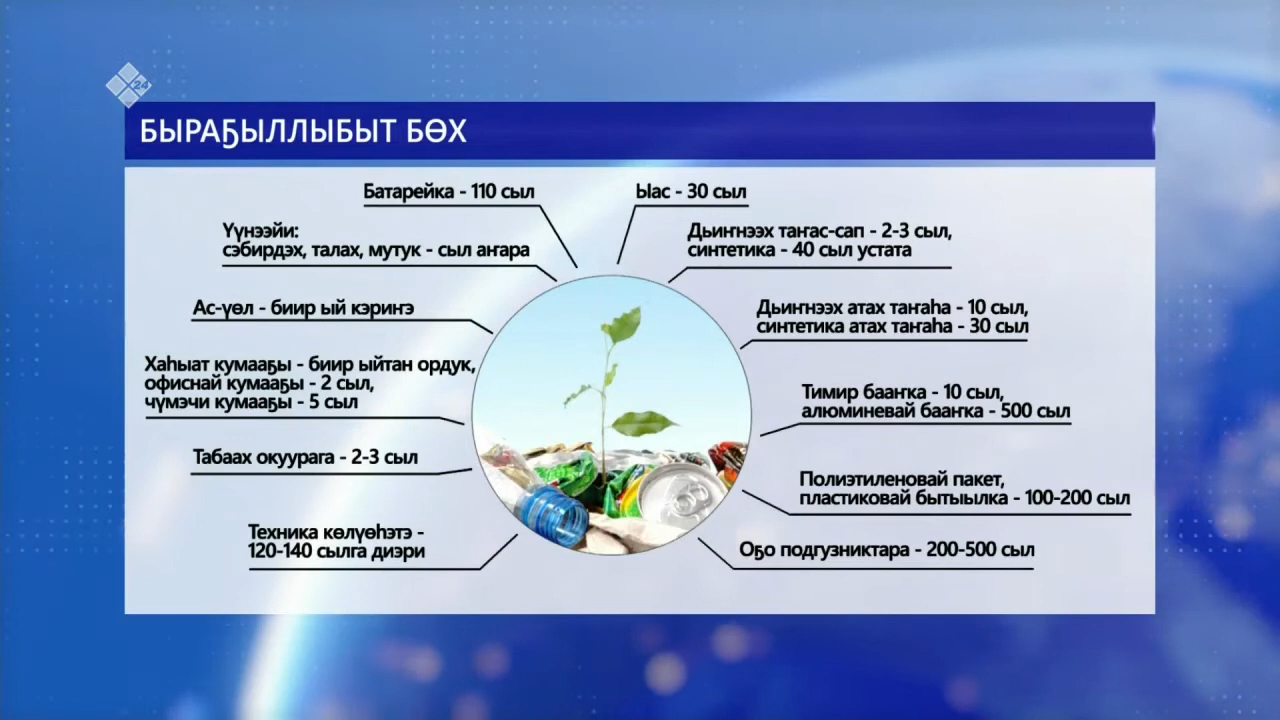 24
БЫРАҔЫЛЛЫБЫТ БӨХ
Батарейка - 110 сыл
Үүнээйи:
сэбирдэх, талах, мутук - сыл аҥара
Ас-үөл - биир ый кэриҥэ
Хаһыат кумааҕы - биир ыйтан ордук,
офиснай кумааҕы - 2 сыл,
чүмэчи кумааҕы - 5 сыл
Табаах окуурага - 2-3 сыл
Техника көлүөһэтэ -
120-140 сылга диэри
Ыас - 30 сыл
Дьиҥнээх таҥас-сап - 2-3 сыл,
синтетика - 40 сыл устата
Дьиҥнээх атах таҥаһа - 10 сыл,
синтетика атах таҥаһа - 30 сыл
Тимир бааҥка - 10 сыл,
алюминевай бааҥка - 500 сыл
Полиэтиленовай пакет,
пластиковай бытыылка - 100-200 сыл
Оҕо подгузниктара - 200-500 сыл